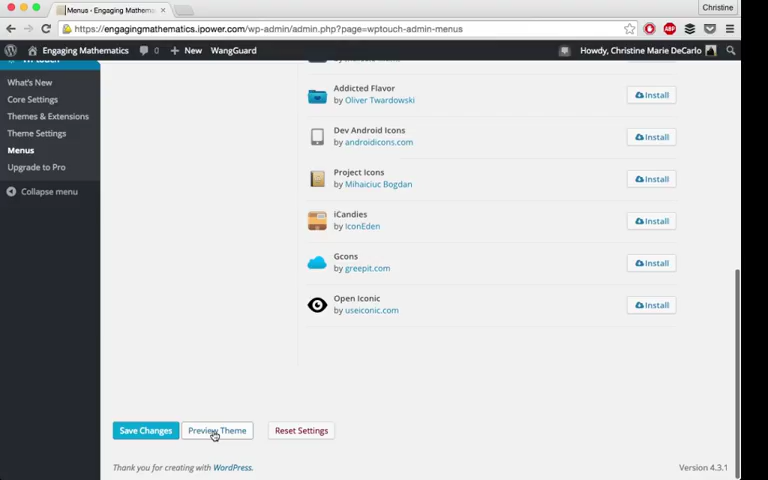 Menus - Engaging Mathema
Christine
https://engagingmathematics.ipower.com/wp-admin/admin.php?page=wptouch-admin-menus
Engaging Mathematics
0
+ New
WangGuard
Howdy, Christine Marie DeCarlo
What's New
Core Settings
Themes & Extensions
Theme Settings
Menus
Upgrade to Pro
Collapse menu
Addicted Flavor
by Oliver Twardowski
Install
Dev Android Icons
by androidicons.com
Install
Project Icons
by Mihaiciuc Bogdan
Install
iCandies
by IconEden
Install
Gcons
by greepit.com
Install
Open Iconic
by useiconic.com
Install
Save Changes
Preview Theme
Reset Settings
Thank you for creating with WordPress.
Version 4.3.1